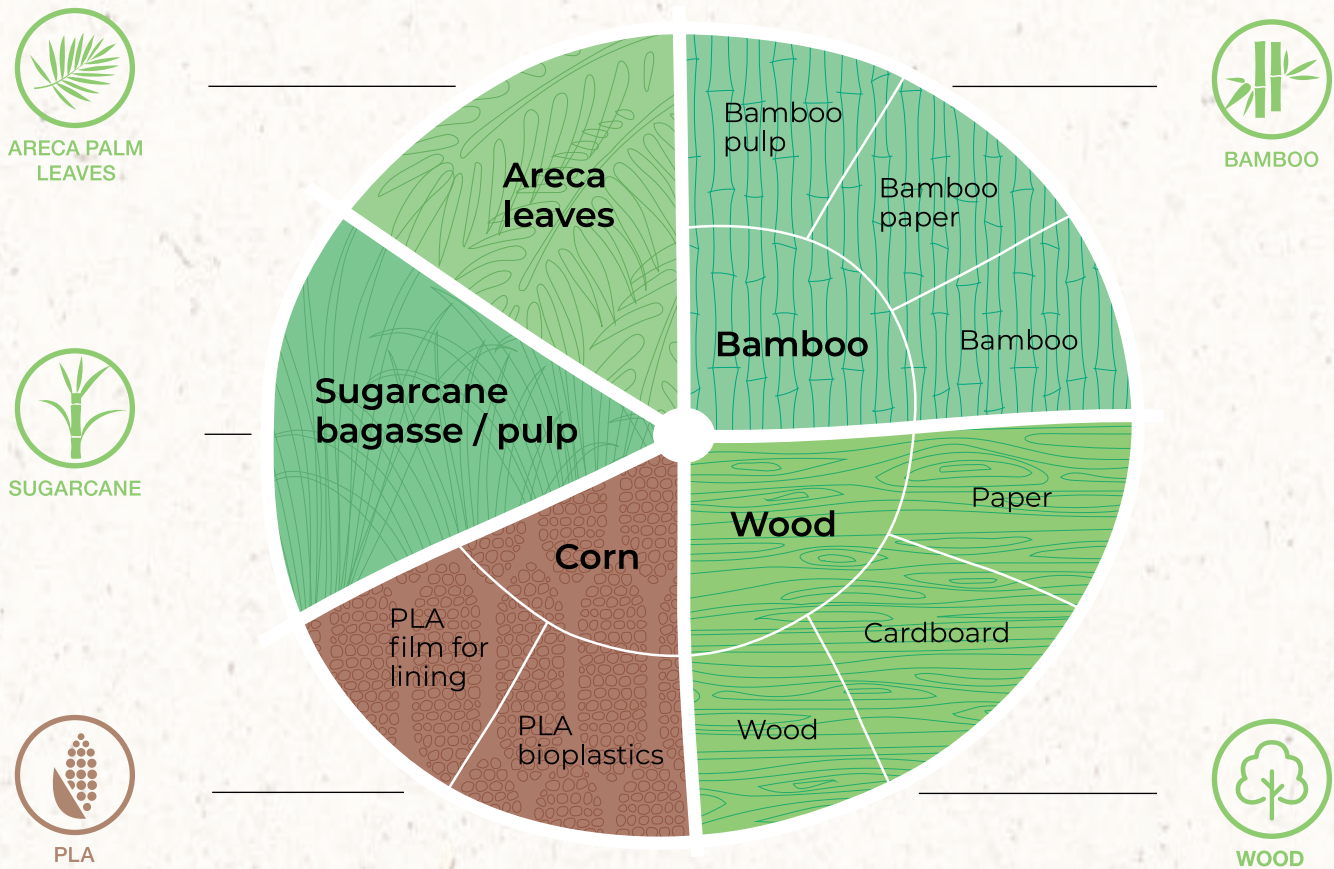 ARECA PALM
LEAVES
BAMBOO
Areca
leaves
Bamboo
pulp
Bamboo
paper
Bamboo
Bamboo
Sugarcane
bagasse / pulp
SUGARCANE
Wood
Paper
Cardboard
Wood
Corn
PLA
film for
lining
PLA
bioplastics
PLA
WOOD